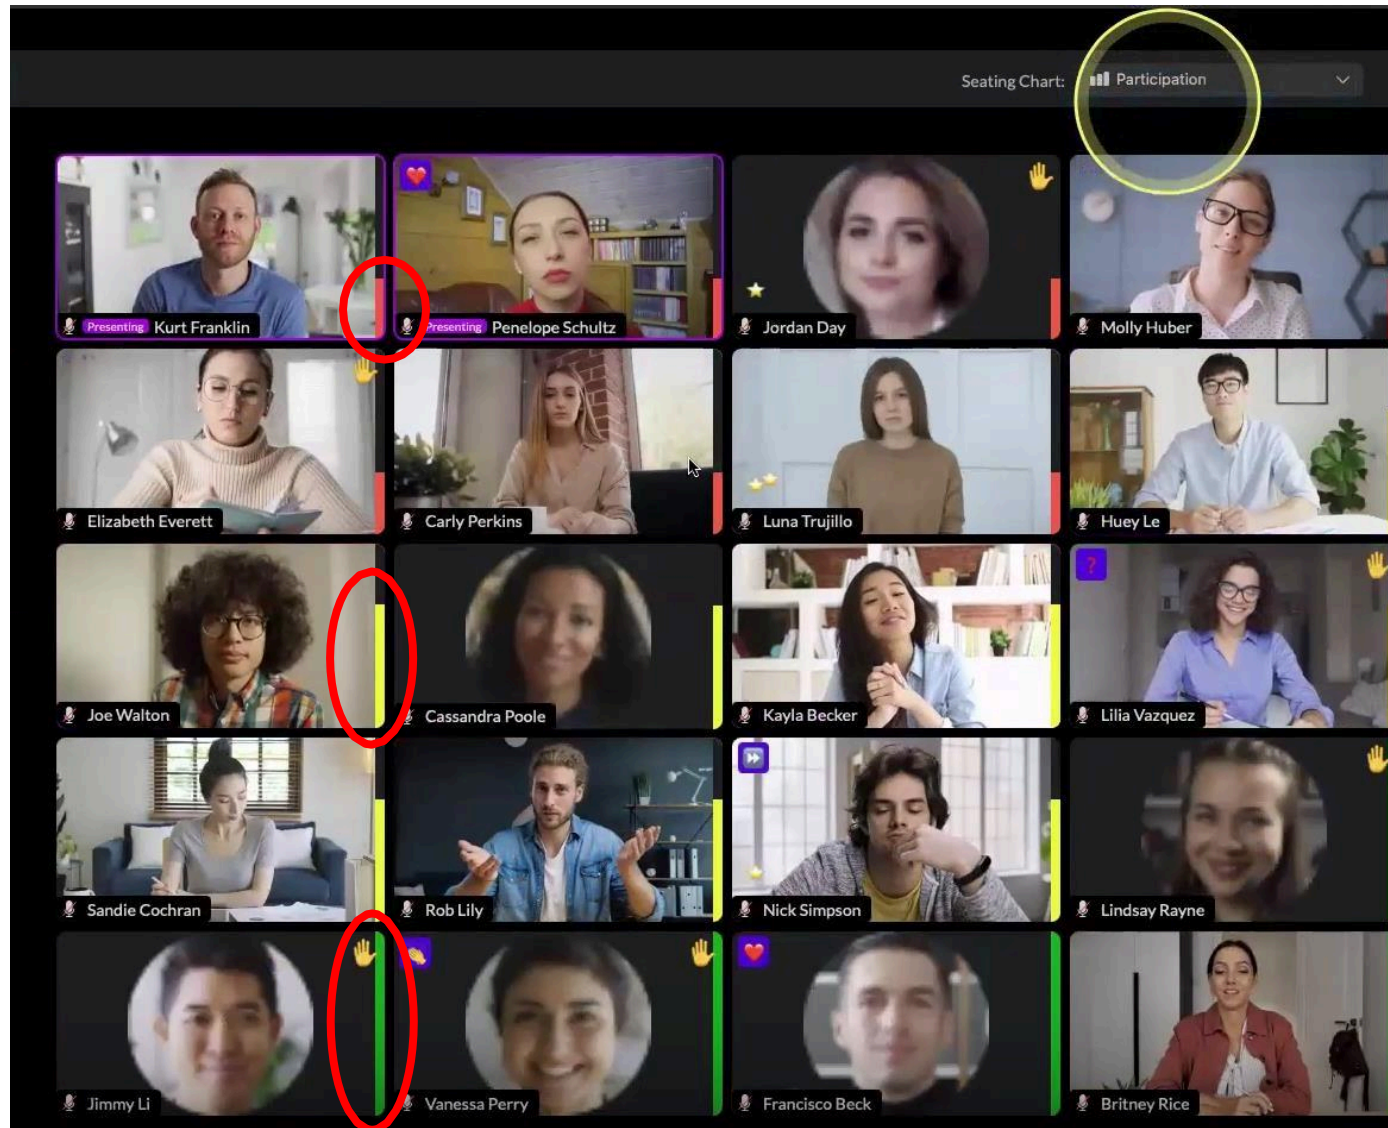 Seating Chart: Participation
Presenting Kurt Franklin
Presenting Penelope Schultz
Jordan Day
Molly Huber
Elizabeth Everett
Carly Perkins
Luna Trujillo
Huey Le
?
Joe Walton
Cassandra Poole
Kayla Becker
Lilia Vazquez
Sandie Cochran
Rob Lily
Nick Simpson
Lindsay Rayne
Jimmy Li
Vanessa Perry
Francisco Beck
Britney Rice